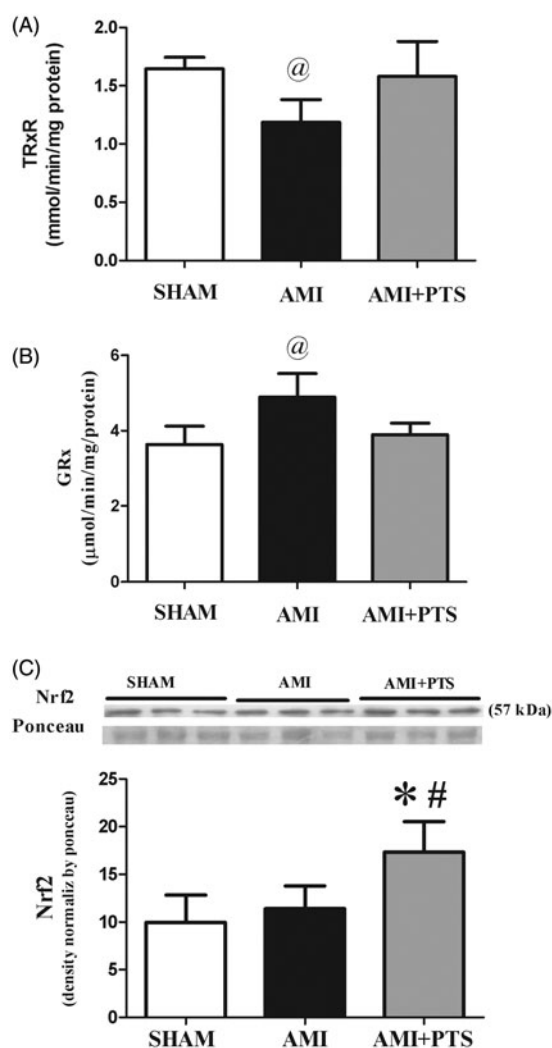 (A)
TRxR
(mmol/min/mg protein)
2.0
1.5
1.0
0.5
0.0
@
SHAM AMI AMI+PTS
(B)
GRx
(μmol/min/mg/protein)
6
4
2
0
@
SHAM AMI AMI+PTS
(C)
SHAM AMI AMI+PTS
Nrf2 (57 kDa)
Ponceau
Nrf2
(density normaliz by ponceau)
25
20
15
10
5
0
* #
SHAM AMI AMI+PTS